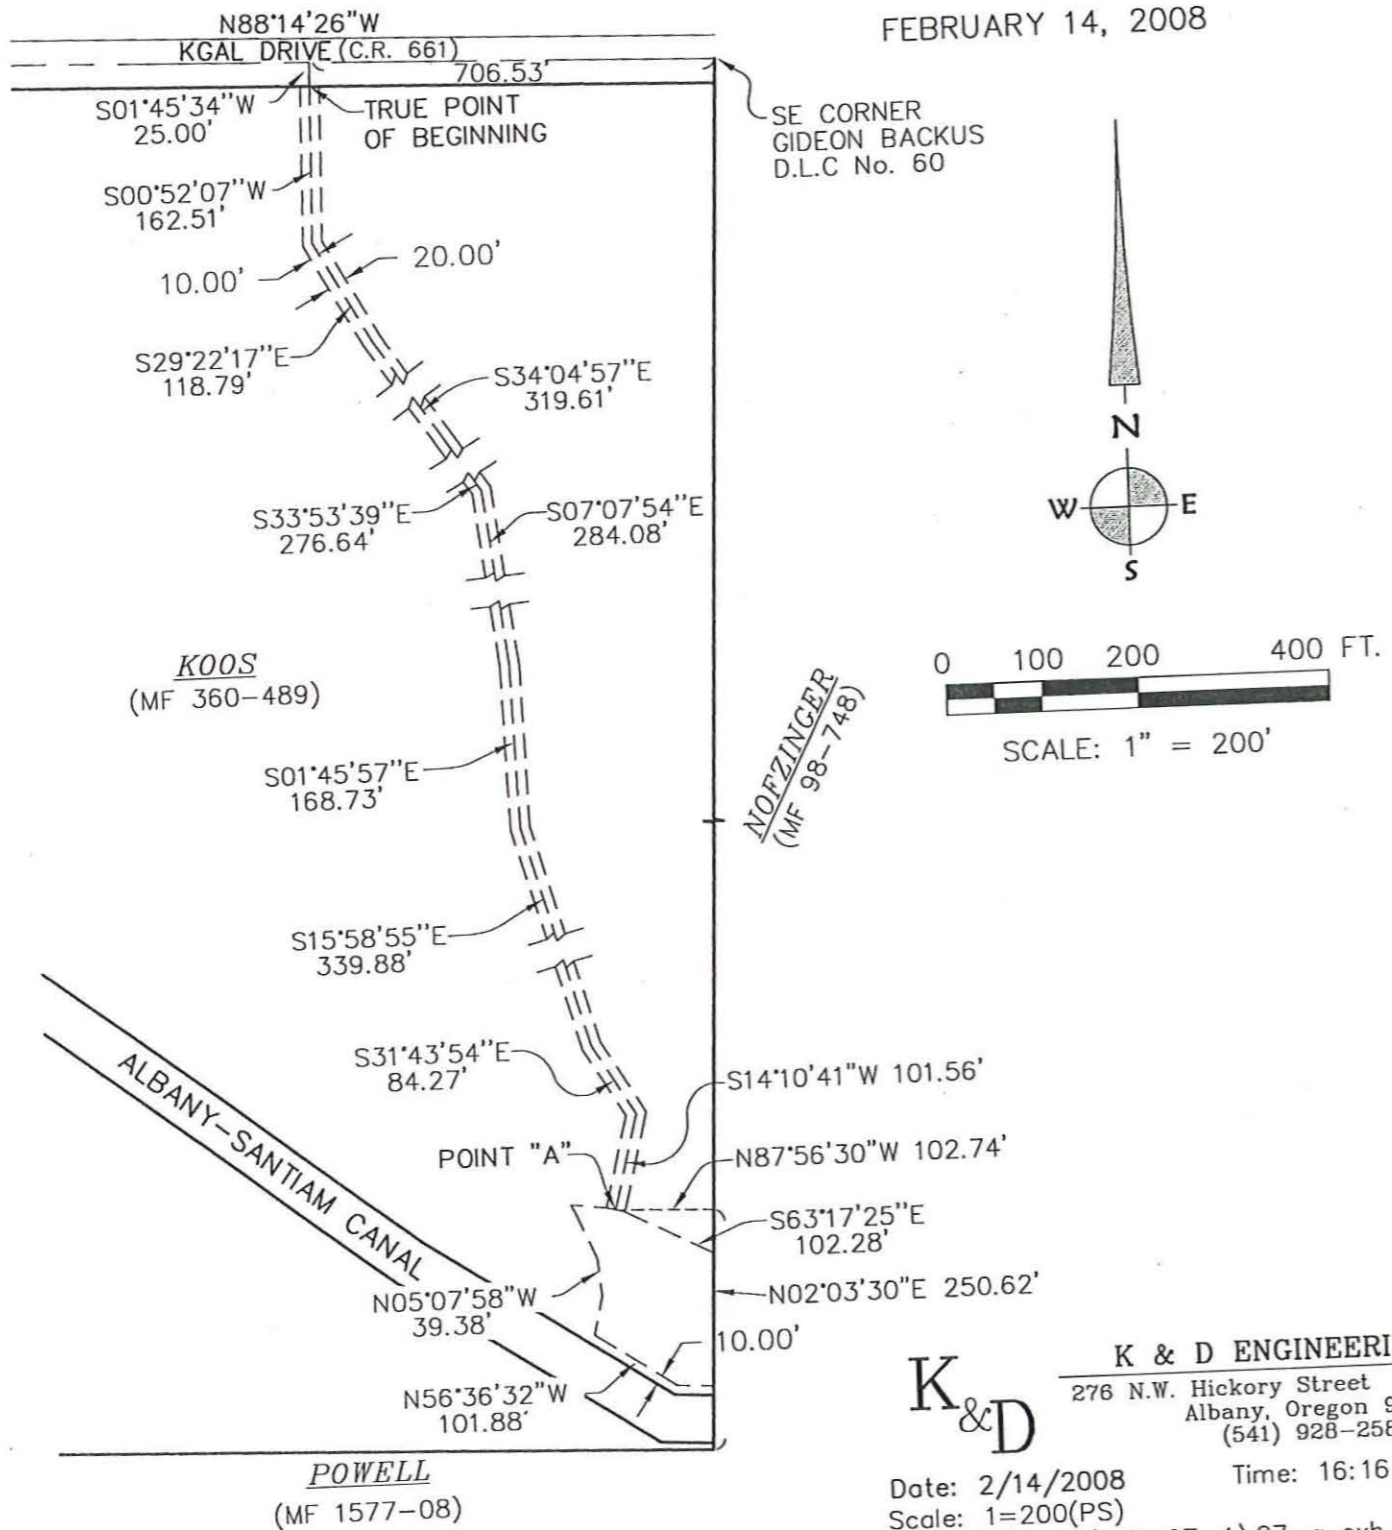 N88°14'26"W
KGAL DRIVE (C.R. 661)
706.53'
FEBRUARY 14, 2008
S01°45'34"W
25.00'
TRUE POINT
OF BEGINNING
SE CORNER
GIDEON BACKUS
D.L.C No. 60
S00°52'07"W
162.51'
10.00'
20.00'
S29°22'17"E
118.79'
S34°04'57"E
319.61'
N
W E
S
S33°53'39"E
276.64'
S07°07'54"E
284.08'
KOOS
(MF 360-489)
0 100 200 400 FT.
SCALE: 1" = 200'
NOFZINGER
(MF 98-748)
S01°45'57"E
168.73'
S15°58'55"E
339.88'
S31°43'54"E
84.27'
S14°10'41"W 101.56'
ALBANY-SANTIAM CANAL
POINT "A"
N87°56'30"W 102.74'
S63°17'25"E
102.28'
N05°07'58"W
39.38'
N02°03'30"E 250.62'
10.00'
N56°36'32"W
101.88'
POWELL
(MF 1577-08)
K & D
K & D ENGINEERI
276 N.W. Hickory Street
Albany, Oregon 9
(541) 928-258
Date: 2/14/2008
Time: 16:16
Scale: 1=200(PS)